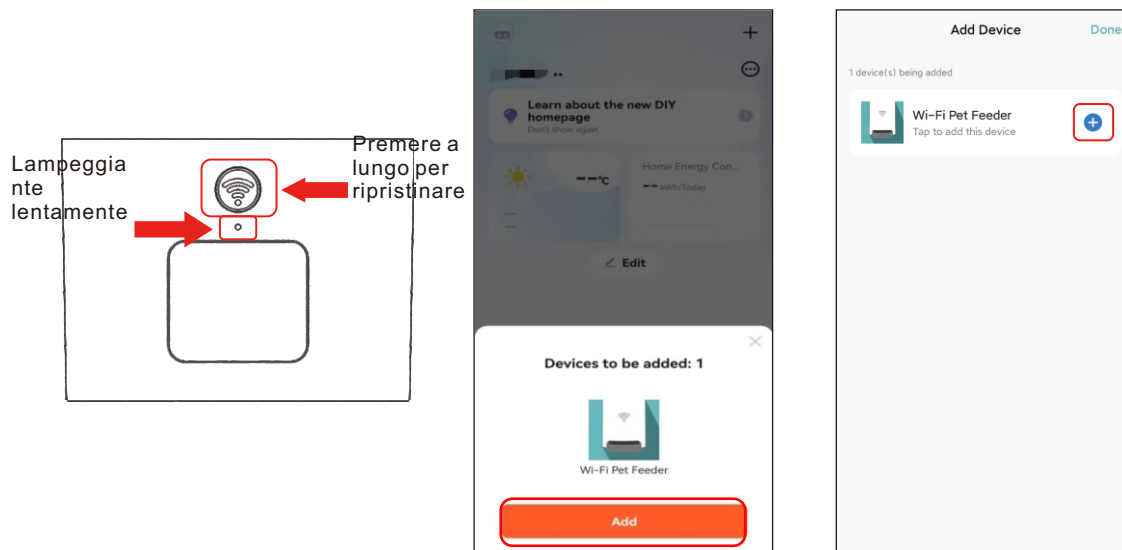 Lampeggia
nte
lentamente
Premere a
lungo per
ripristinare
Learn about the new DIY
homepage
Don't show again
--°C
Home Energy Con...
-- kWh/Today
Edit
Devices to be added: 1
Wi-Fi Pet Feeder
Add
Add Device
Done
1 device(s) being added
Wi-Fi Pet Feeder
Tap to add this device